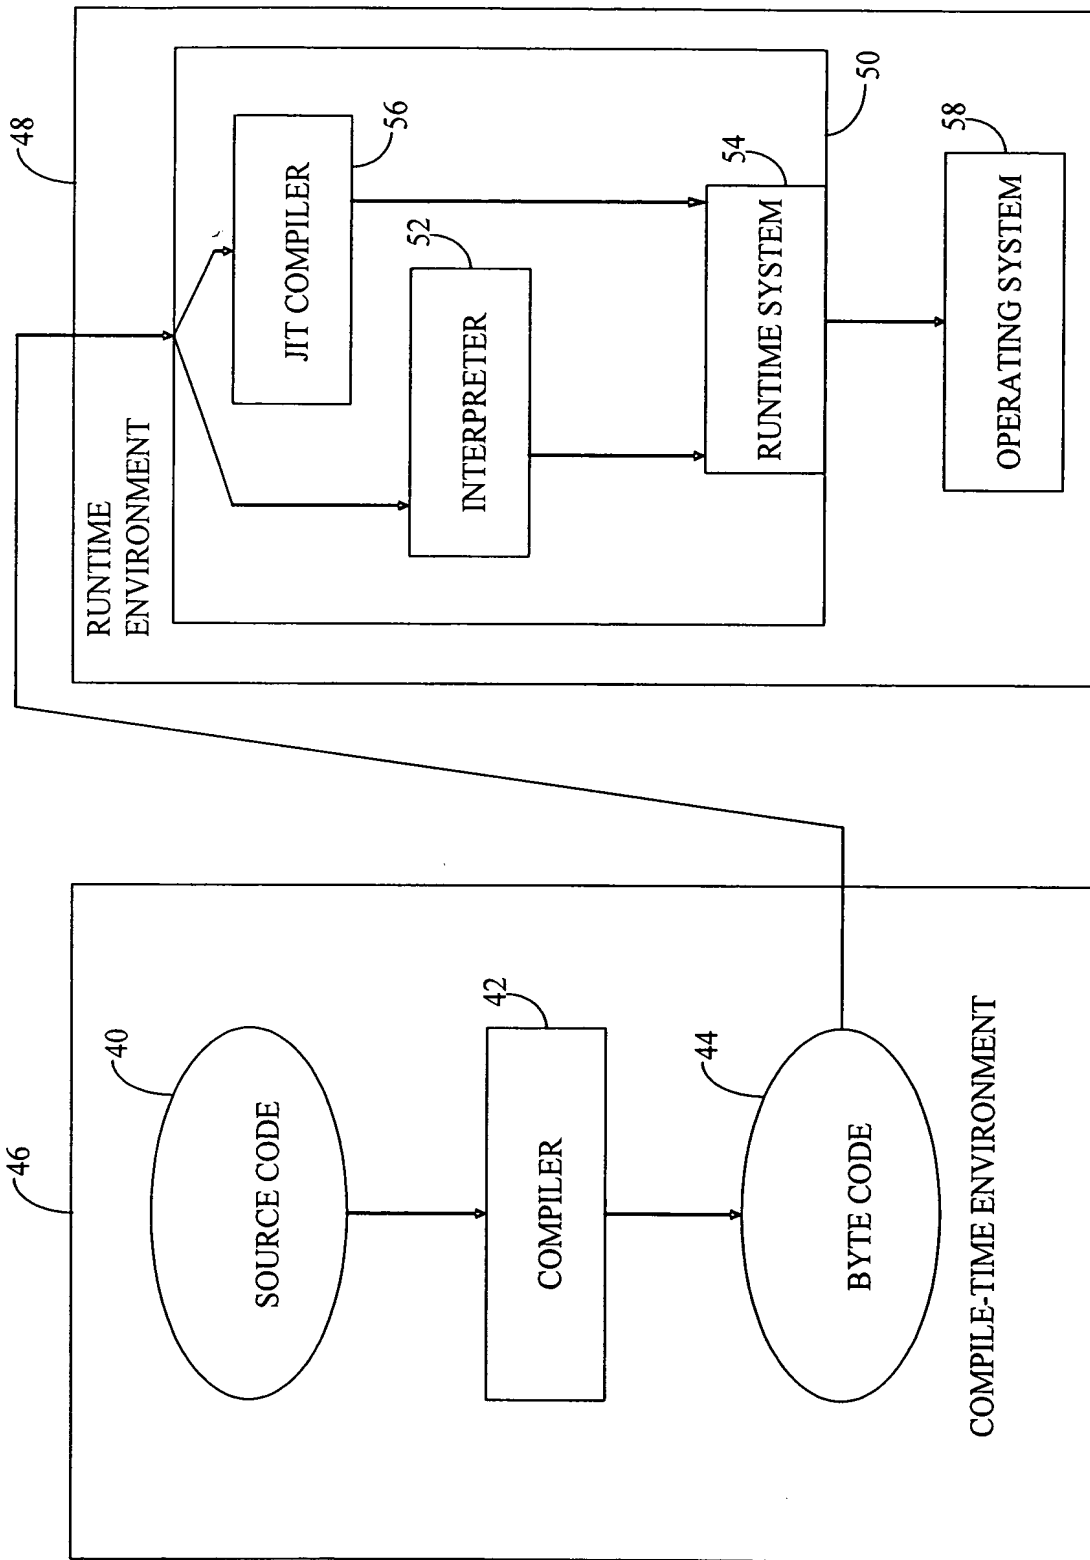 46
40
SOURCE CODE
42
COMPILER
44
BYTE CODE
COMPILE-TIME ENVIRONMENT
48
RUNTIME
ENVIRONMENT
JIT COMPILER
56
52
INTERPRETER
54
RUNTIME SYSTEM
50
58
OPERATING SYSTEM